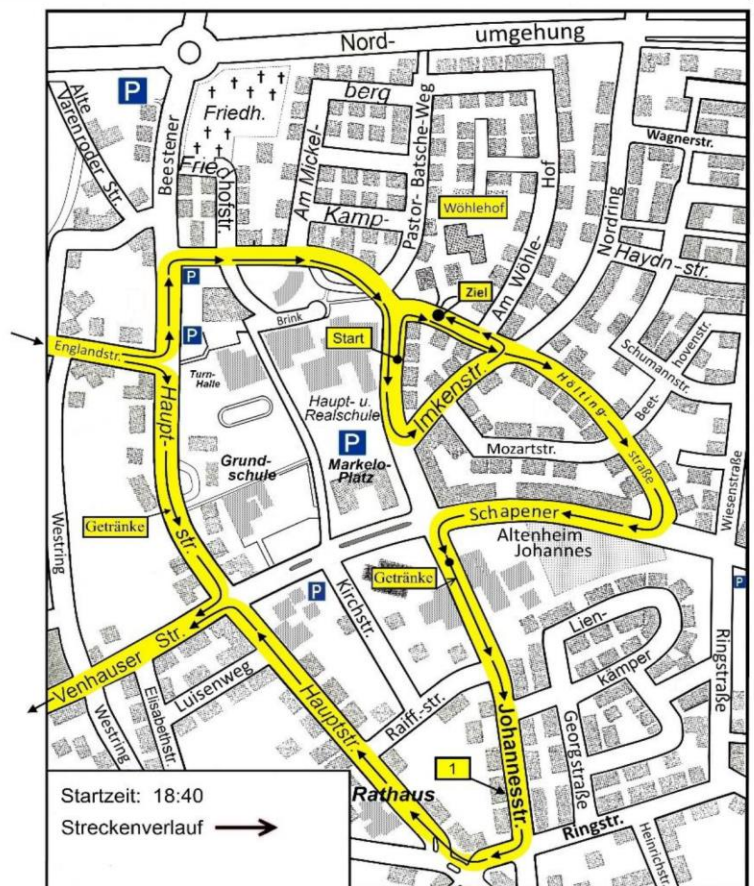 Nord-
umgehung
P
Alte
Varenroder Str.
Beestener
Friedh.
Friedhofstr.
Am Mickel-
berg
Kamp-
Pastor-Batsche-Weg
Wöhlehof
Am Wöhle-
Hof
Nordring
Wagnerstr.
Haydn-str.
Schumannstr.
Beet-
hovenstr.
Englandstr.
P
P
Brink
Start
Ziel
Turn-
Halle
Haupt- u.
Realschule
P
Markelo-
Platz
Grund-
schule
Imkenstr.
Hölting-
straße
Mozartstr.
Wiesenstraße
Haupt-
str.
Getränke
Westring
Schapener
Altenheim
Johannes
Getränke
P
Kirchstr.
P
Lien-
kämper
Ringstraße
Venhauser Str.
Luisenweg
Elisabethstr.
Westring
Hauptstr.
Raiff.-str.
Johannesstr.
Georgstraße
1
Rathaus
Ringstr.
Heinrichstr.
Startzeit: 18:40
Streckenverlauf